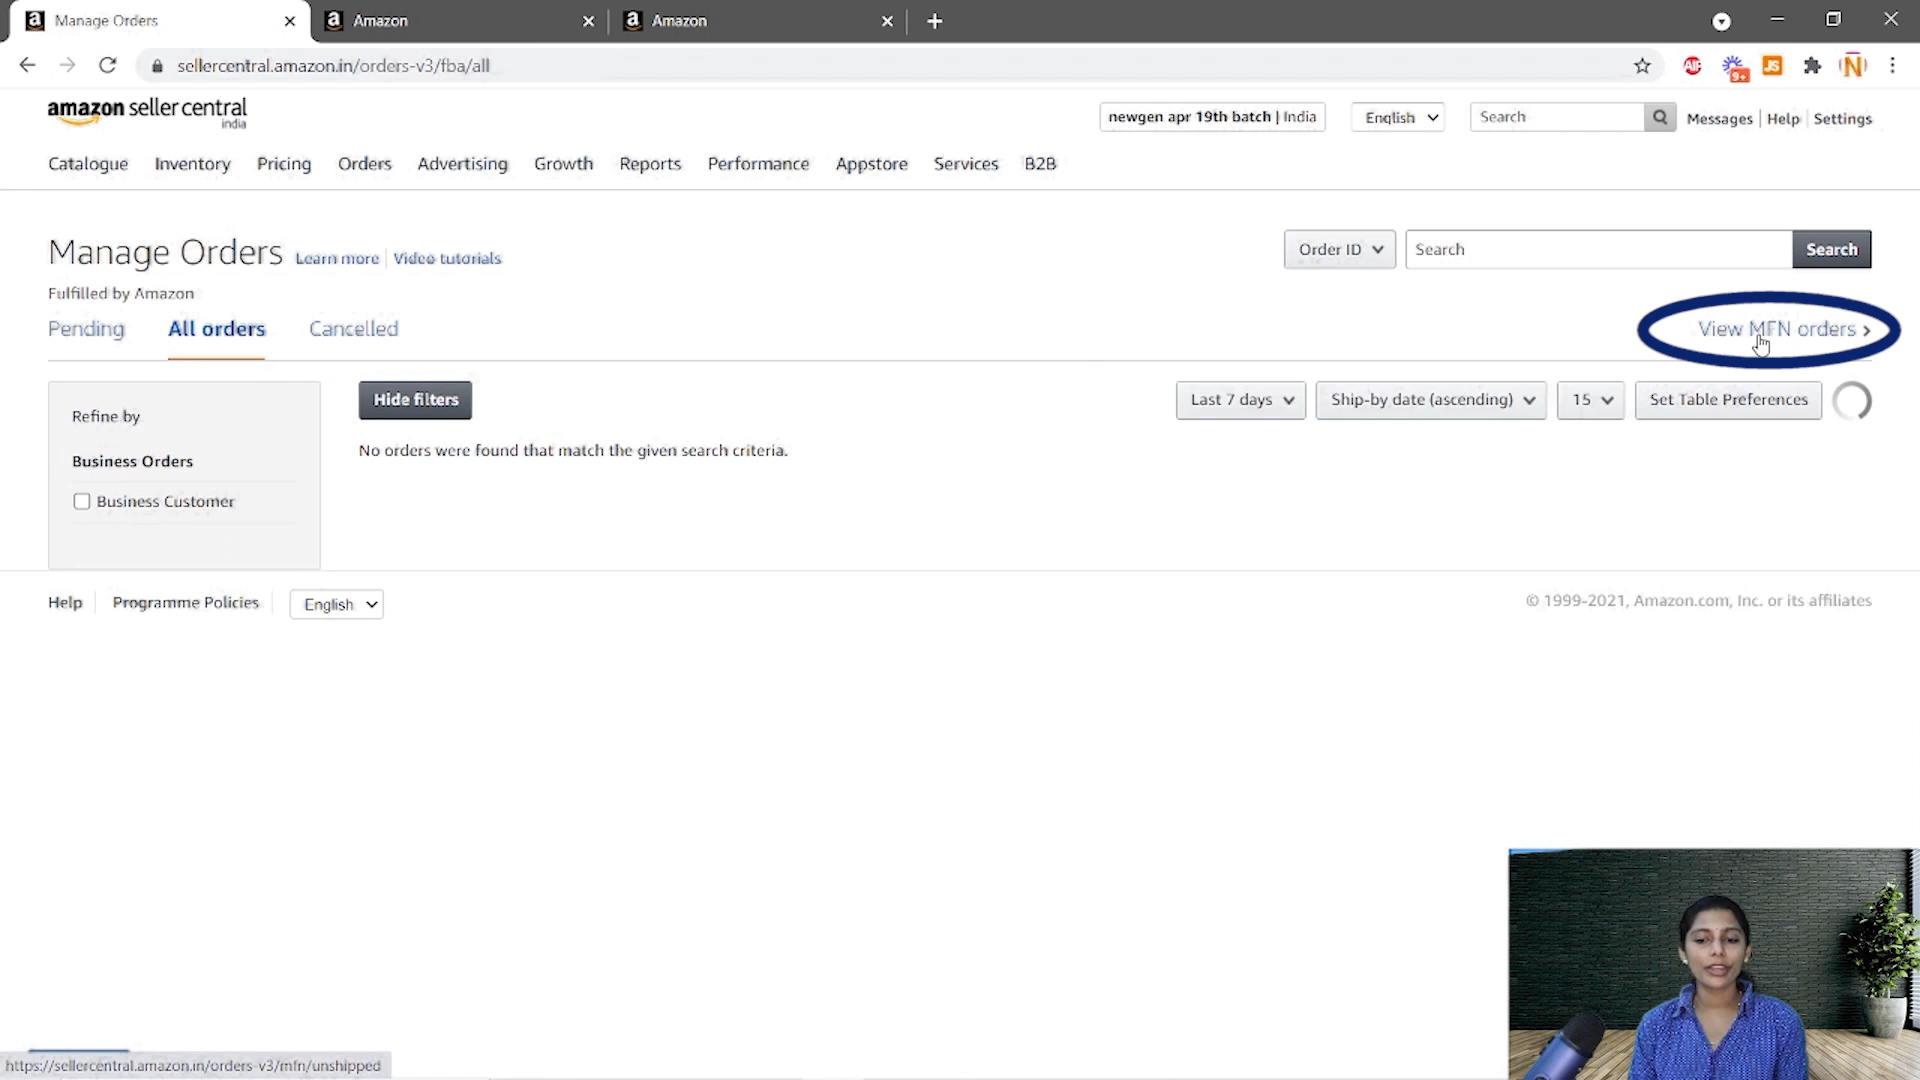 Manage Orders
Amazon
Amazon
sellercentral.amazon.in/orders-v3/fba/all
9+
JS
N
amazon seller central
india
newgen apr 19th batch | India
English
Search
Messages | Help | Settings
Catalogue Inventory Pricing Orders Advertising Growth Reports Performance Appstore Services B2B
Manage Orders Learn more Video tutorials
Order ID
Search
Search
Fulfilled by Amazon
Pending All orders Cancelled
View MFN orders
Refine by
Hide filters
Last 7 days
Ship-by date (ascending)
15
Set Table Preferences
No orders were found that match the given search criteria.
Business Orders
Business Customer
Help Programme Policies English
© 1999-2021, Amazon.com, Inc. or its affiliates
https://sellercentral.amazon.in/orders-v3/mfn/unshipped